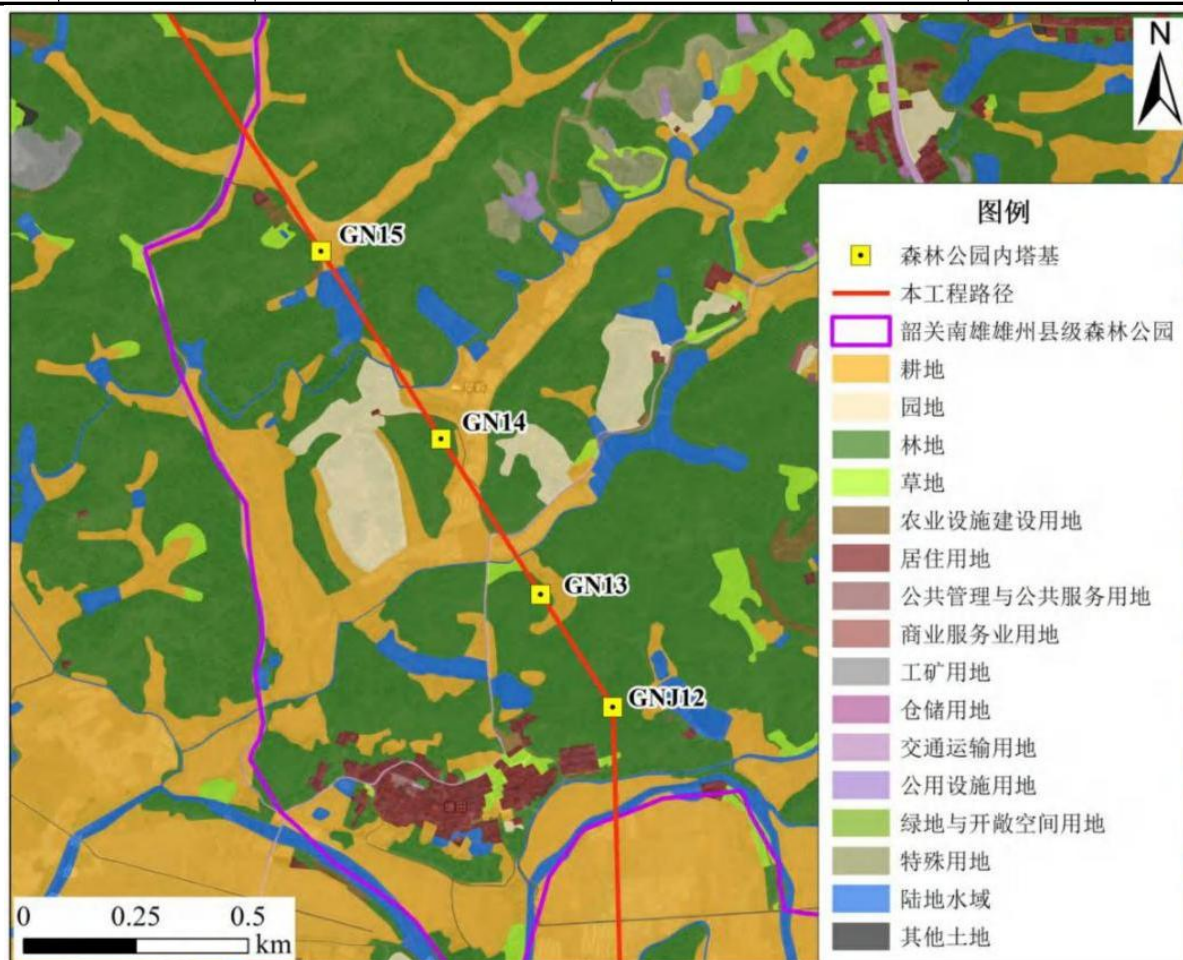 N
GN15
GN14
GN13
GNJ12
图例
森林公园内塔基
本工程路径
韶关南雄雄州县级森林公园
耕地
园地
林地
草地
农业设施建设用地
居住用地
公共管理与公共服务用地
商业服务业用地
工矿用地
仓储用地
交通运输用地
公用设施用地
绿地与开敞空间用地
特殊用地
陆地水域
其他土地
0 0.25 0.5
km